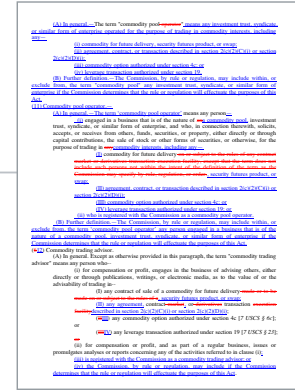 (A) In general.—The term "commodity pool" means any investment trust, syndicate,
or similar form of enterprise operated for the purpose of trading in commodity interests, including
any—
(i) commodity for future delivery, security futures product, or swap;
(ii) agreement, contract, or transaction described in section 2(c)(2)(C)(i) or section
2(c)(2)(D)(i);
(iii) commodity option authorized under section 4c; or
(iv) leverage transaction authorized under section 19.
(B) Further definition.—The Commission, by rule or regulation, may include within, or
exclude from, the term "commodity pool" any investment trust, syndicate, or similar form of
enterprise if the Commission determines that the rule or regulation will effectuate the purposes of this
Act.
(11) Commodity pool operator.—
(A) In general.—The term "commodity pool operator" means any person—
(i) engaged in a business that is of the nature of a commodity pool, investment
trust, syndicate, or similar form of enterprise, and who, in connection therewith, solicits,
accepts, or receives from others, funds, securities, or property, either directly or through
capital contributions, the sale of stock or other forms of securities, or otherwise, for the
purpose of trading in commodity interests, including any—
(I) commodity for future delivery
security futures product, or
swap;
(II) agreement, contract, or transaction described in section 2(c)(2)(C)(i) or
section 2(c)(2)(D)(i);
(III) commodity option authorized under section 4c; or
(IV) leverage transaction authorized under section 19; or
(ii) who is registered with the Commission as a commodity pool operator.
(B) Further definition.—The Commission, by rule or regulation, may include within, or
exclude from, the term "commodity pool operator" any person engaged in a business that is of the
nature of a commodity pool, investment trust, syndicate, or similar form of enterprise if the
Commission determines that the rule or regulation will effectuate the purposes of this Act.
Commodity trading advisor.
(A) In general. Except as otherwise provided in this paragraph, the term "commodity trading
advisor" means any person who—
(i) for compensation or profit, engages in the business of advising others, either
directly or through publications, writings, or electronic media, as to the value of or the
advisability of trading in—
(I) any contract of sale of a commodity for future delivery
security futures product, or swap;
(II) any agreement, contract, or transaction
described in section 2(c)(2)(C)(i) or section 2(c)(2)(D)(i);
(III) any commodity option authorized under section 4c [7 USCS § 6c];
or
(IV) any leverage transaction authorized under section 19 [7 USCS § 23];
or
(ii) for compensation or profit, and as part of a regular business, issues or
promulgates analyses or reports concerning any of the activities referred to in clause (i);
(iii) is registered with the Commission as a commodity trading advisor; or
(iv) the Commission, by rule or regulation, may include if the Commission
determines that the rule or regulation will effectuate the purposes of this Act.